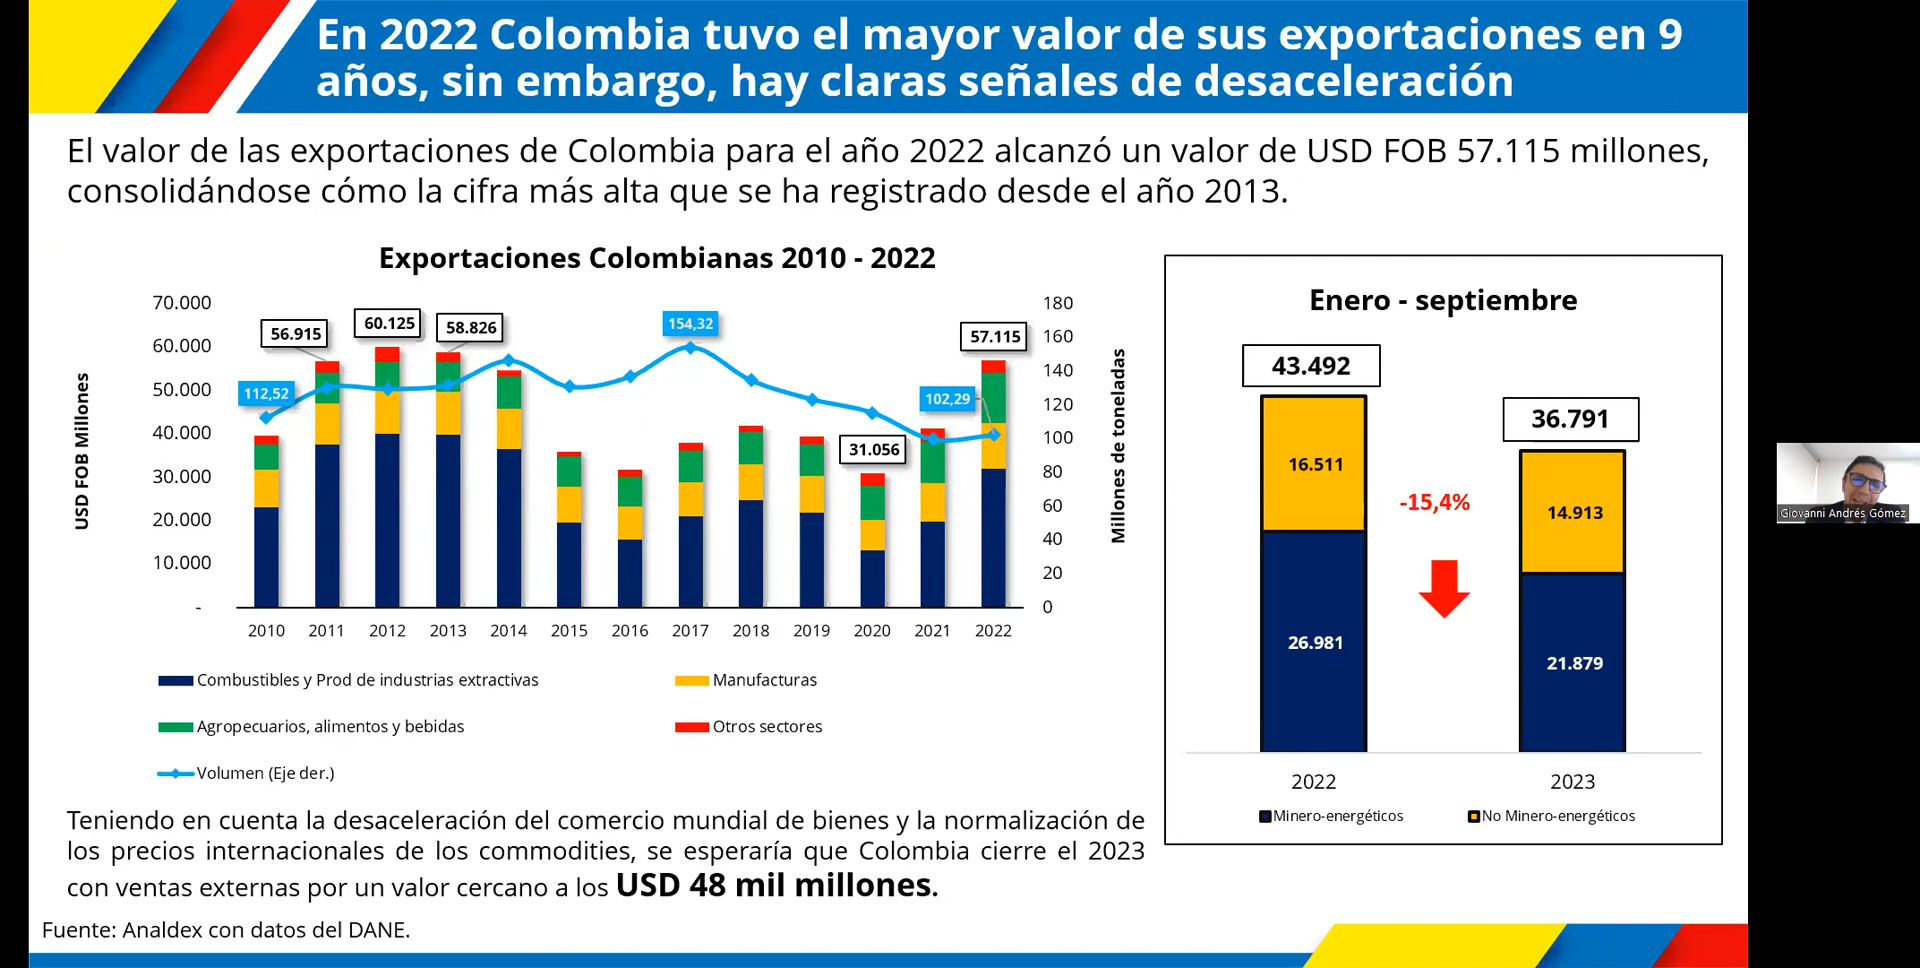 En 2022 Colombia tuvo el mayor valor de sus exportaciones en 9
años, sin embargo, hay claras señales de desaceleración
El valor de las exportaciones de Colombia para el año 2022 alcanzó un valor de USD FOB 57.115 millones,
consolidándose cómo la cifra más alta que se ha registrado desde el año 2013.
Exportaciones Colombianas 2010 - 2022
USD FOB Millones
70.000
60.000
50.000
40.000
30.000
20.000
10.000
-
112,52
56.915
60.125
58.826
154,32
31.056
102,29
57.115
180
160
140
120
100
80
60
40
20
0
Millones de toneladas
2010 2011 2012 2013 2014 2015 2016 2017 2018 2019 2020 2021 2022
Combustibles y Prod de industrias extractivas
Manufacturas
Agropecuarios, alimentos y bebidas
Otros sectores
Volumen (Eje der.)
Enero - septiembre
43.492
36.791
16.511
-15,4%
14.913
26.981
21.879
2022 2023
Minero-energéticos
No Minero-energéticos
Giovanni Andrés Gómez
Teniendo en cuenta la desaceleración del comercio mundial de bienes y la normalización de
los precios internacionales de los commodities, se esperaría que Colombia cierre el 2023
con ventas externas por un valor cercano a los USD 48 mil millones.
Fuente: Analdex con datos del DANE.